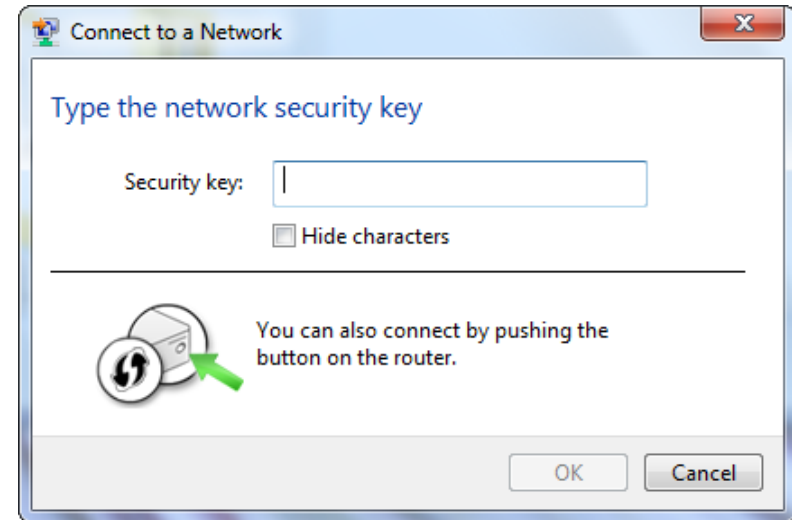 Connect to a Network
Type the network security key
Security key:
Hide characters
You can also connect by pushing the
button on the router.
OK
Cancel